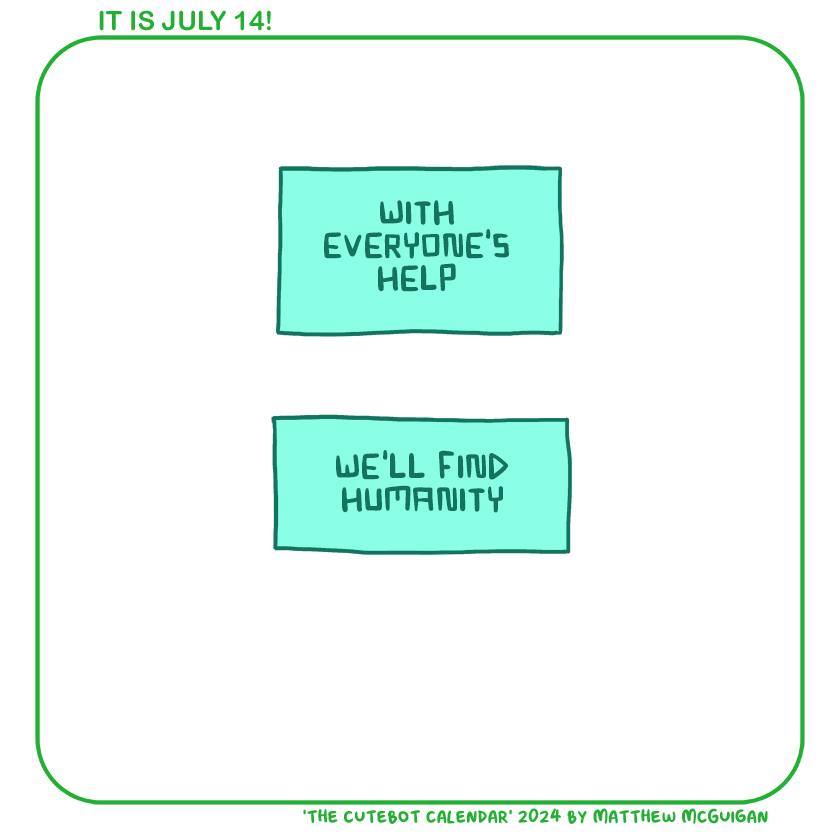 IT IS JULY 14!
WITH
EVERYONE'S
HELP
WE'LL FIND
HUMANITY
'THE CUTEBOT CALENDAR' 2024 BY MATTHEW MCGUIGAN